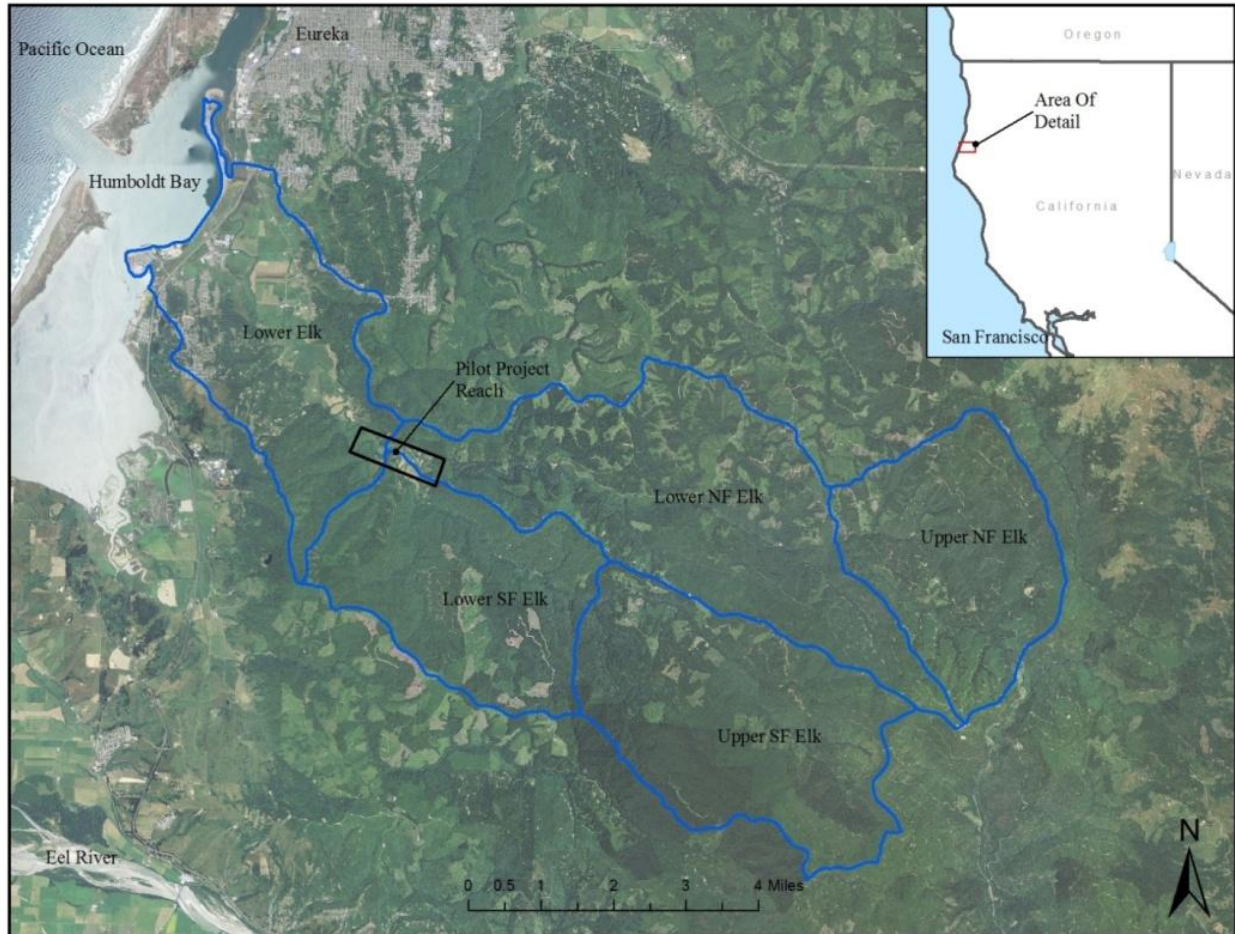 Pacific Ocean
Eureka
Oregon
Area Of
Detail
Humboldt Bay
Nevada
California
San Francisco
Lower Elk
Pilot Project
Reach
Lower NF Elk
Upper NF Elk
Lower SF Elk
Upper SF Elk
Eel River
N
0 0.5 1 2 3 4 Miles